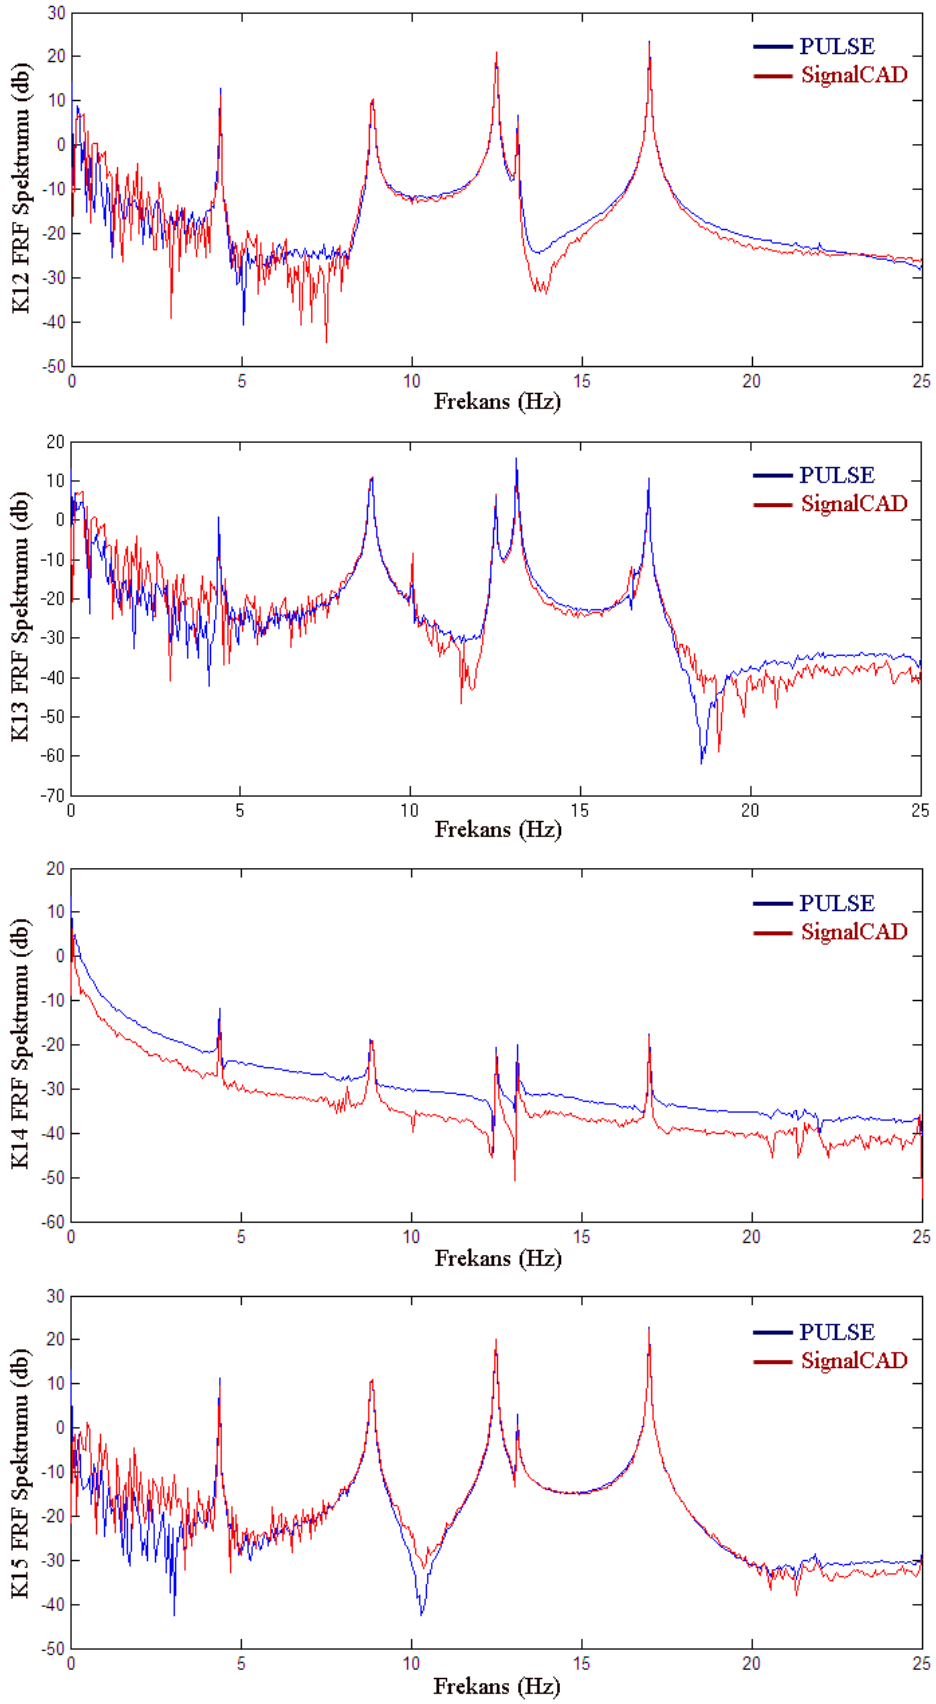 30
20
10
0
-10
-20
-30
-40
-50
K12 FRF Spektrumu (db)
PULSE
SignalCAD
0 5 10 15 20 25
Frekans (Hz)
20
10
0
-10
-20
-30
-40
-50
-60
-70
K13 FRF Spektrumu (db)
PULSE
SignalCAD
0 5 10 15 20 25
Frekans (Hz)
20
10
0
-10
-20
-30
-40
-50
-60
K14 FRF Spektrumu (db)
PULSE
SignalCAD
0 5 10 15 20 25
Frekans (Hz)
30
20
10
0
-10
-20
-30
-40
-50
K15 FRF Spektrumu (db)
PULSE
SignalCAD
0 5 10 15 20 25
Frekans (Hz)